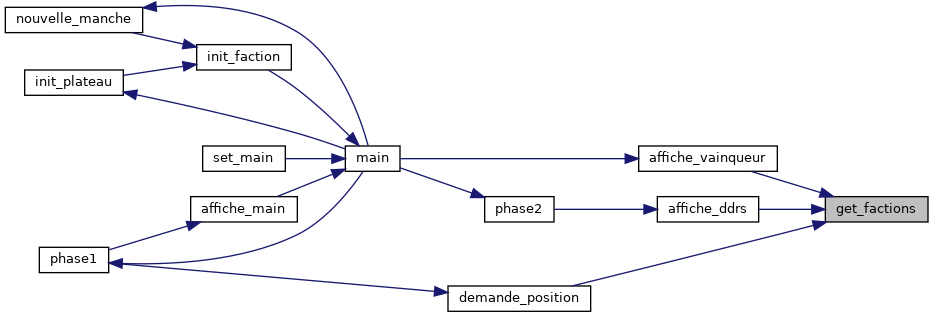 nouvelle_manche
init_faction
init_plateau
set_main
main
affiche_vainqueur
affiche_main
phase2
affiche_ddrs
get_factions
phase1
demande_position